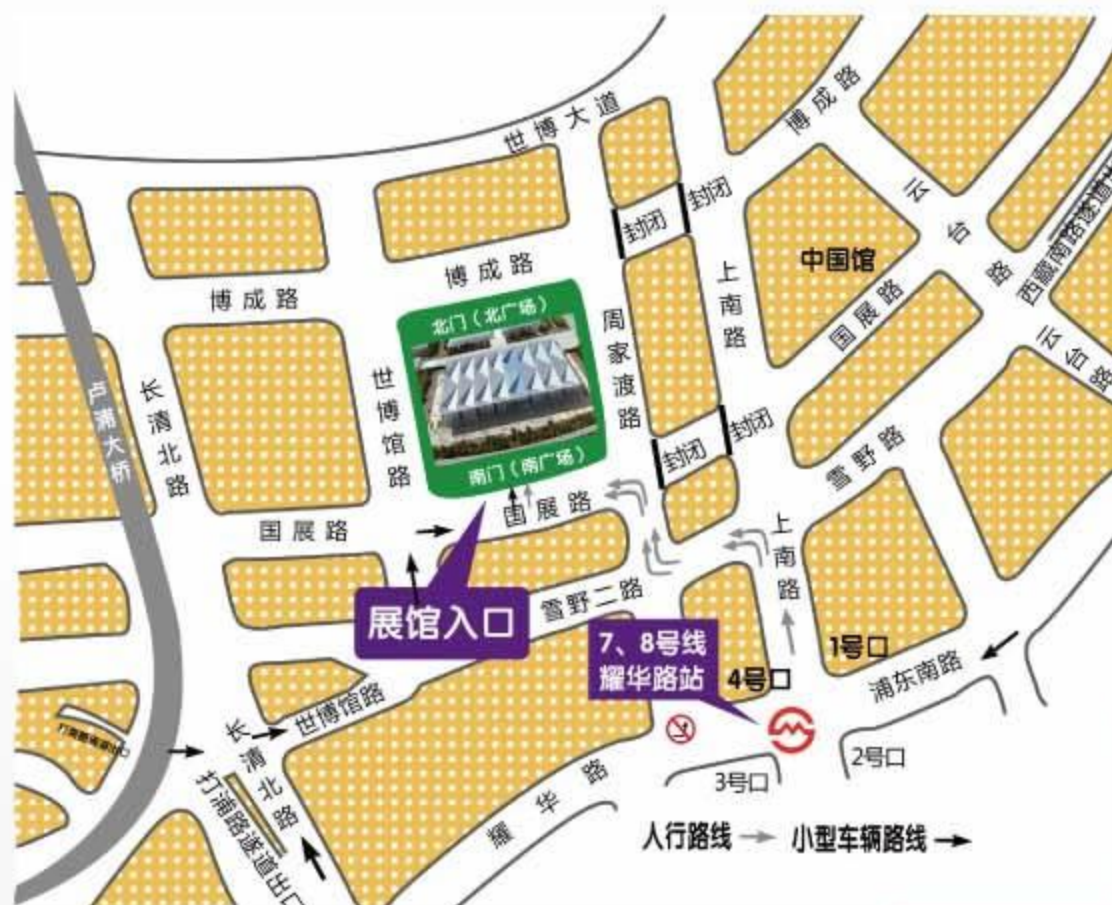 世博大道
博成路
封闭
封闭
云台路
西藏南路隧道
中国馆
上南路
国展路
云台路
博成路
博成路
北门（北广场）
周家渡路
世博馆路
卢浦大桥
长清北路
南门（南广场）
封闭
封闭
雪野路
国展路
国展路
上南路
展馆入口
雪野二路
7、8号线
耀华路站
4号口
1号口
浦东南路
世博馆路
长清北路
打浦路隧道出口
耀华路
3号口
2号口
人行路线
小型车辆路线